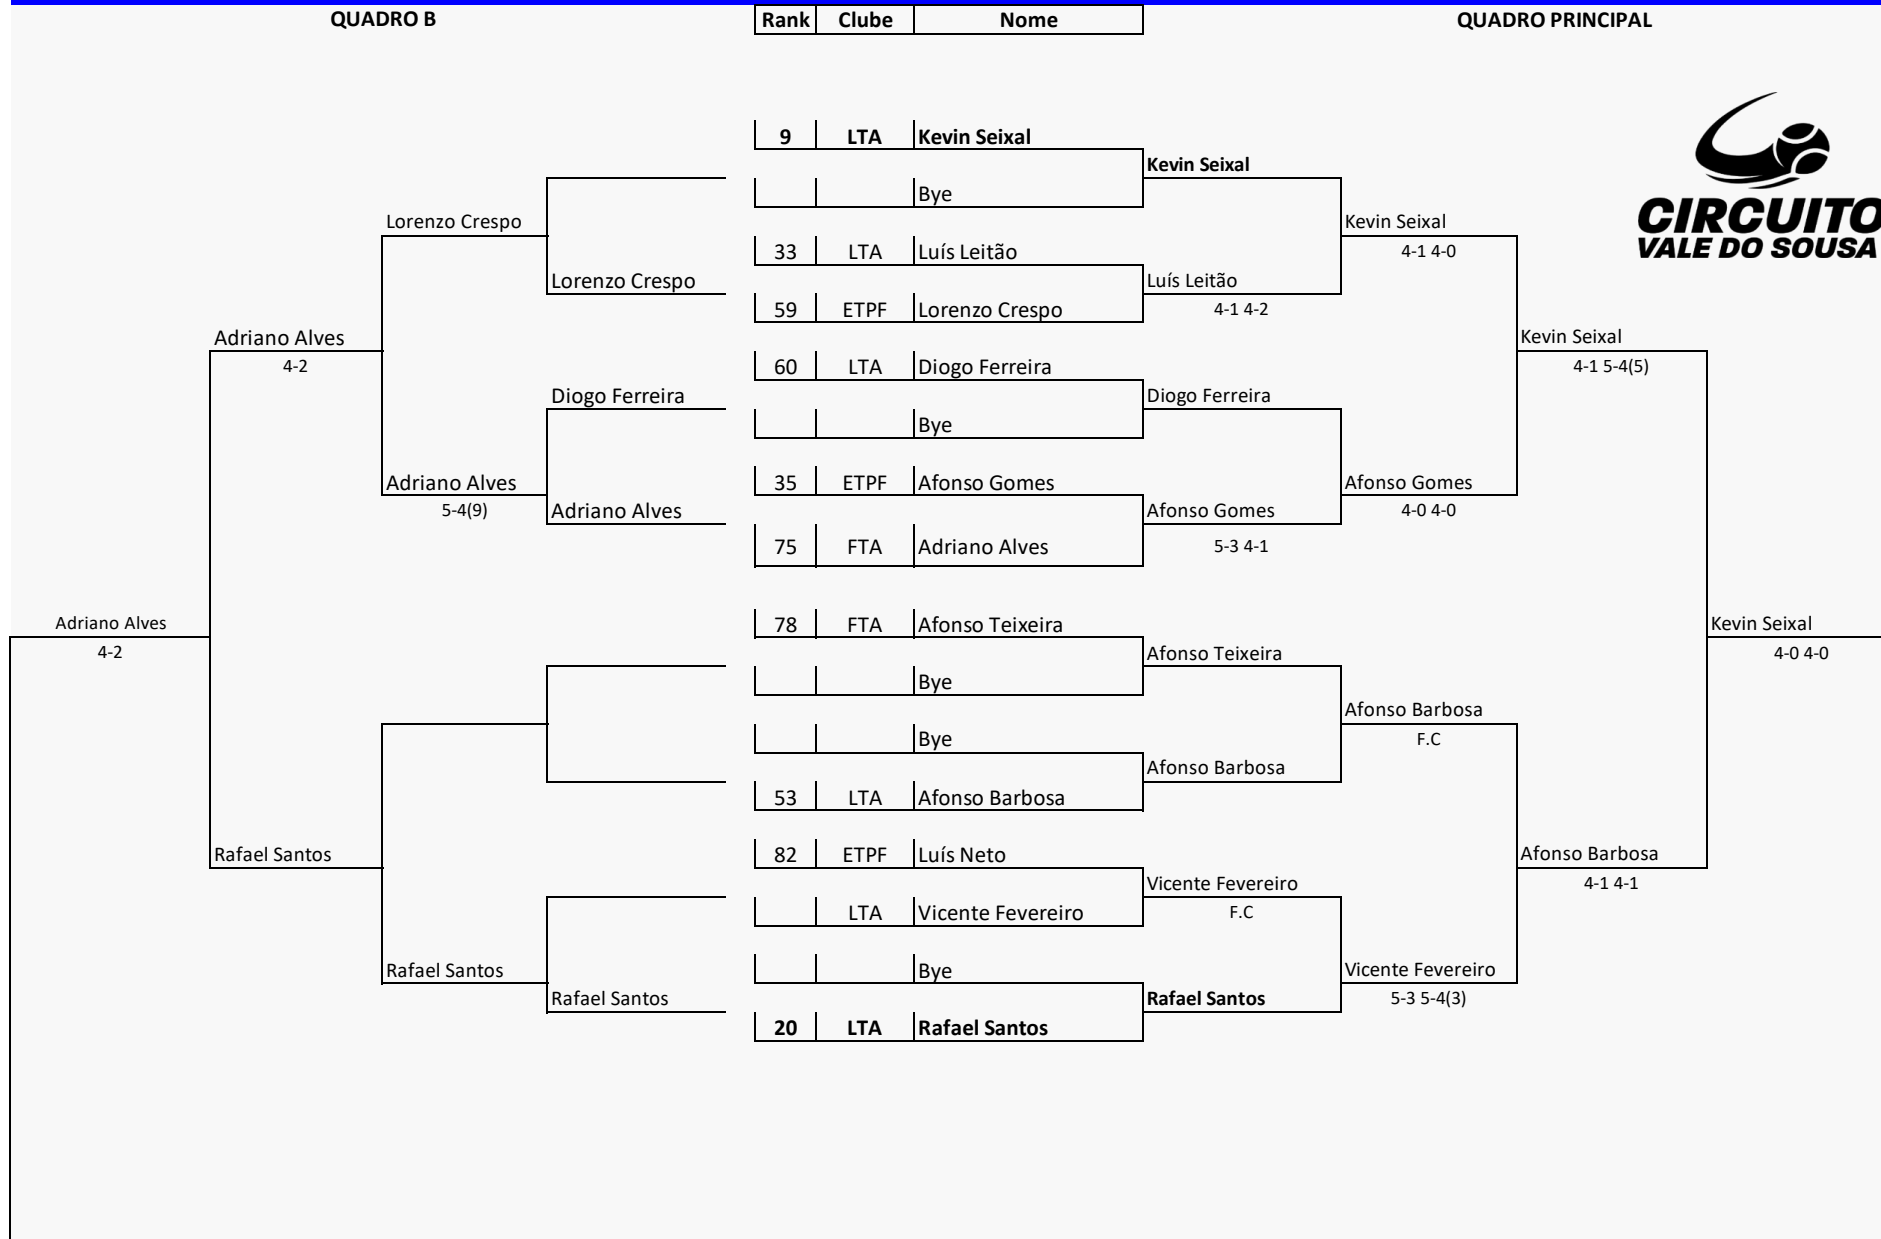 QUADRO B
Rank Clube Nome
QUADRO PRINCIPAL
CIRCUITO
VALE DO SOUSA
9 LTA Kevin Seixal
Kevin Seixal
Bye
Lorenzo Crespo
Kevin Seixal
33 LTA Luís Leitão
4-1 4-0
Lorenzo Crespo
Luís Leitão
59 ETPF Lorenzo Crespo
4-1 4-2
Adriano Alves
Kevin Seixal
4-2
60 LTA Diogo Ferreira
4-1 5-4(5)
Diogo Ferreira
Diogo Ferreira
Bye
Adriano Alves
35 ETPF Afonso Gomes
Afonso Gomes
5-4(9)
Adriano Alves
Afonso Gomes
4-0 4-0
75 FTA Adriano Alves
5-3 4-1
Adriano Alves
78 FTA Afonso Teixeira
Kevin Seixal
4-2
Afonso Teixeira
4-0 4-0
Bye
Afonso Barbosa
Bye
F.C
Afonso Barbosa
53 LTA Afonso Barbosa
Rafael Santos
82 ETPF Luís Neto
Afonso Barbosa
Vicente Fevereiro
4-1 4-1
LTA Vicente Fevereiro
F.C
Rafael Santos
Bye
Vicente Fevereiro
Rafael Santos
Rafael Santos
5-3 5-4(3)
20 LTA Rafael Santos